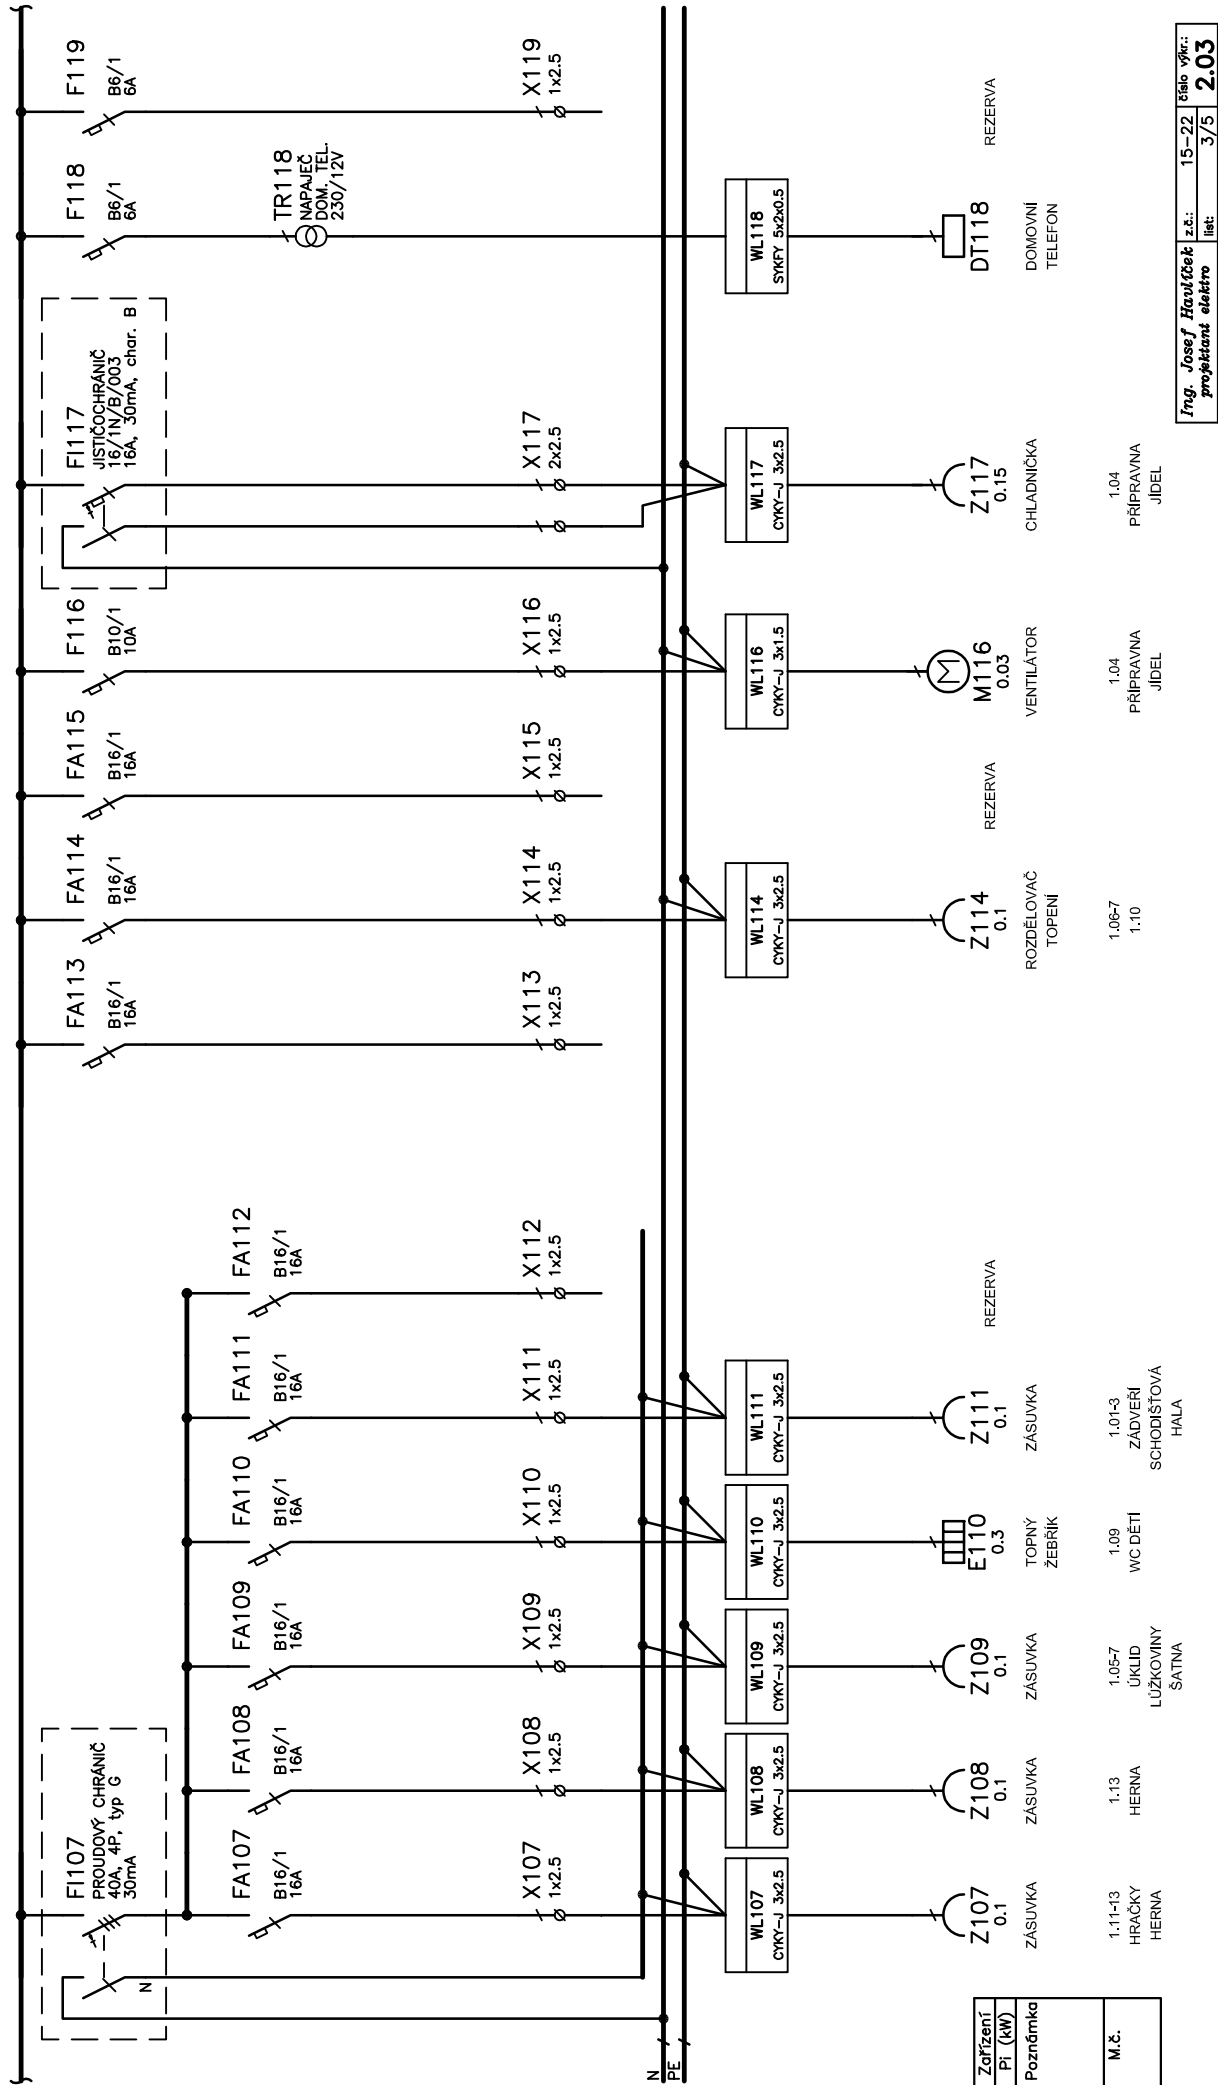 FI107
PROUDOVÝ CHRÁNIČ
40A, 4P, typ G
30mA
N
FA107
B16/1
16A
FA108
B16/1
16A
FA109
B16/1
16A
FA110
B16/1
16A
FA111
B16/1
16A
FA112
B16/1
16A
FA113
B16/1
16A
FA114
B16/1
16A
FA115
B16/1
16A
F116
B10/1
10A
FI117
JISTIČOCHRÁNIČ
16/1N/B/003
16A, 30mA, char. B
F118
B6/1
6A
F119
B6/1
6A
TR118
NAPAJEČ
DOM. TEL.
230/12V
X107
1x2.5
X108
1x2.5
X109
1x2.5
X110
1x2.5
X111
1x2.5
X112
1x2.5
X113
1x2.5
X114
1x2.5
X115
1x2.5
X116
1x2.5
X117
2x2.5
X119
1x2.5
N
PE
WL107
CYKY-J 3x2.5
WL108
CYKY-J 3x2.5
WL109
CYKY-J 3x2.5
WL110
CYKY-J 3x2.5
WL111
CYKY-J 3x2.5
WL114
CYKY-J 3x2.5
WL116
CYKY-J 3x1.5
WL117
CYKY-J 3x2.5
WL118
SYKFY 5x2x0.5
Zařízení
Pi (kW)
Poznámka
M.č.
Z107
0.1
ZÁSUVKA
1.11-13
HRAČKY
HERNA
Z108
0.1
ZÁSUVKA
1.13
HERNA
Z109
0.1
ZÁSUVKA
1.05-7
ÚKLID
LŮŽKOVINY
ŠATNA
E110
0.3
TOPNÝ
ŽEBŘÍK
1.09
WC DĚTI
Z111
0.1
ZÁSUVKA
1.01-3
ZÁDVEŘÍ
SCHODIŠŤOVÁ
HALA
REZERVA
Z114
0.1
ROZDĚLOVAČ
TOPENÍ
1.06-7
1.10
REZERVA
M
M116
0.03
VENTILÁTOR
1.04
PŘÍPRAVNA
JÍDEL
Z117
0.15
CHLADNIČKA
1.04
PŘÍPRAVNA
JÍDEL
DT118
DOMOVNÍ
TELEFON
REZERVA
Ing. Josef Havlíček
projektant elektro
z.č.: 15-22
list: 3/5
číslo výkr.:
2.03